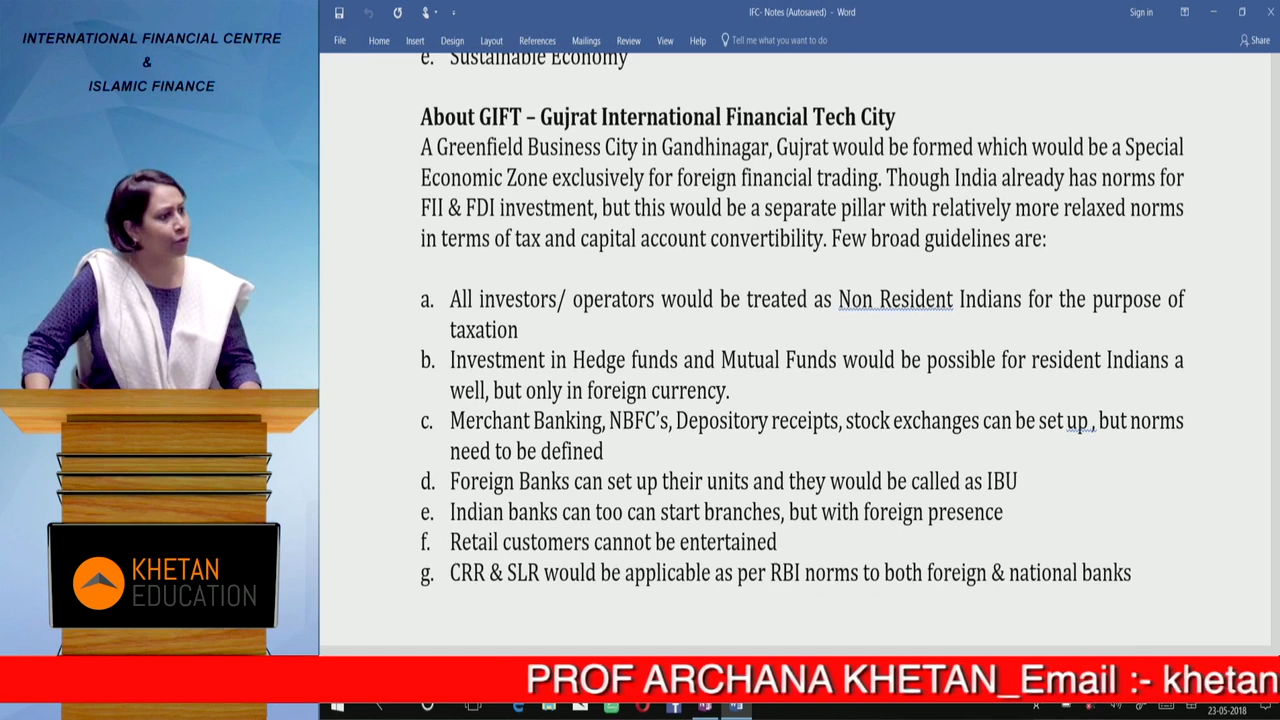 INTERNATIONAL FINANCIAL CENTRE
&
ISLAMIC FINANCE
IFC- Notes (Autosaved) - Word
Sign in
File Home Insert Design Layout References Mailings Review View Help Tell me what you want to do Share
e. Sustainable Economy
About GIFT – Gujrat International Financial Tech City
A Greenfield Business City in Gandhinagar, Gujrat would be formed which would be a Special
Economic Zone exclusively for foreign financial trading. Though India already has norms for
FII & FDI investment, but this would be a separate pillar with relatively more relaxed norms
in terms of tax and capital account convertibility. Few broad guidelines are:
a. All investors/ operators would be treated as Non Resident Indians for the purpose of
taxation
b. Investment in Hedge funds and Mutual Funds would be possible for resident Indians a
well, but only in foreign currency.
c. Merchant Banking, NBFC's, Depository receipts, stock exchanges can be set up , but norms
need to be defined
d. Foreign Banks can set up their units and they would be called as IBU
e. Indian banks can too can start branches, but with foreign presence
f. Retail customers cannot be entertained
g. CRR & SLR would be applicable as per RBI norms to both foreign & national banks
KHETAN
EDUCATION
PROF ARCHANA KHETAN_Email :- khetan
23-05-2018